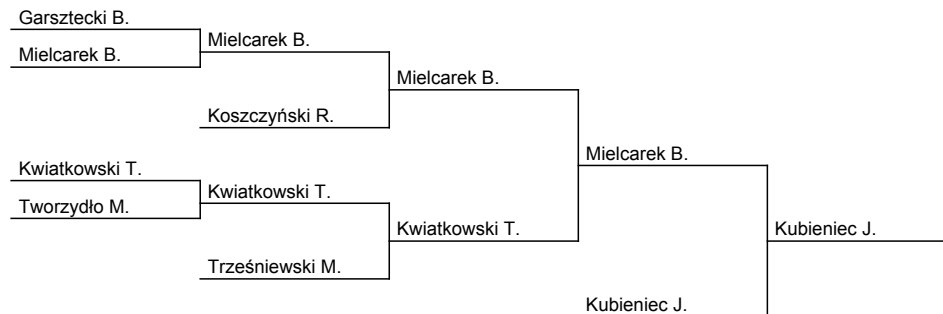 Garsztecki B.
Mielcarek B.
Mielcarek B.
Mielcarek B.
Koszczyński R.
Mielcarek B.
Kwiatkowski T.
Kwiatkowski T.
Tworzydło M.
Kwiatkowski T.
Kubieniec J.
Trześniewski M.
Kubieniec J.